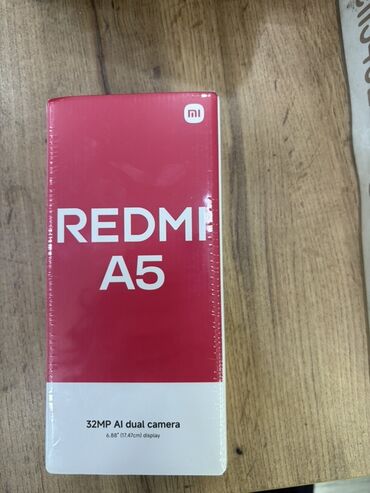 mi
REDMI
A5
32MP AI dual camera
6.88" (17.47cm) display